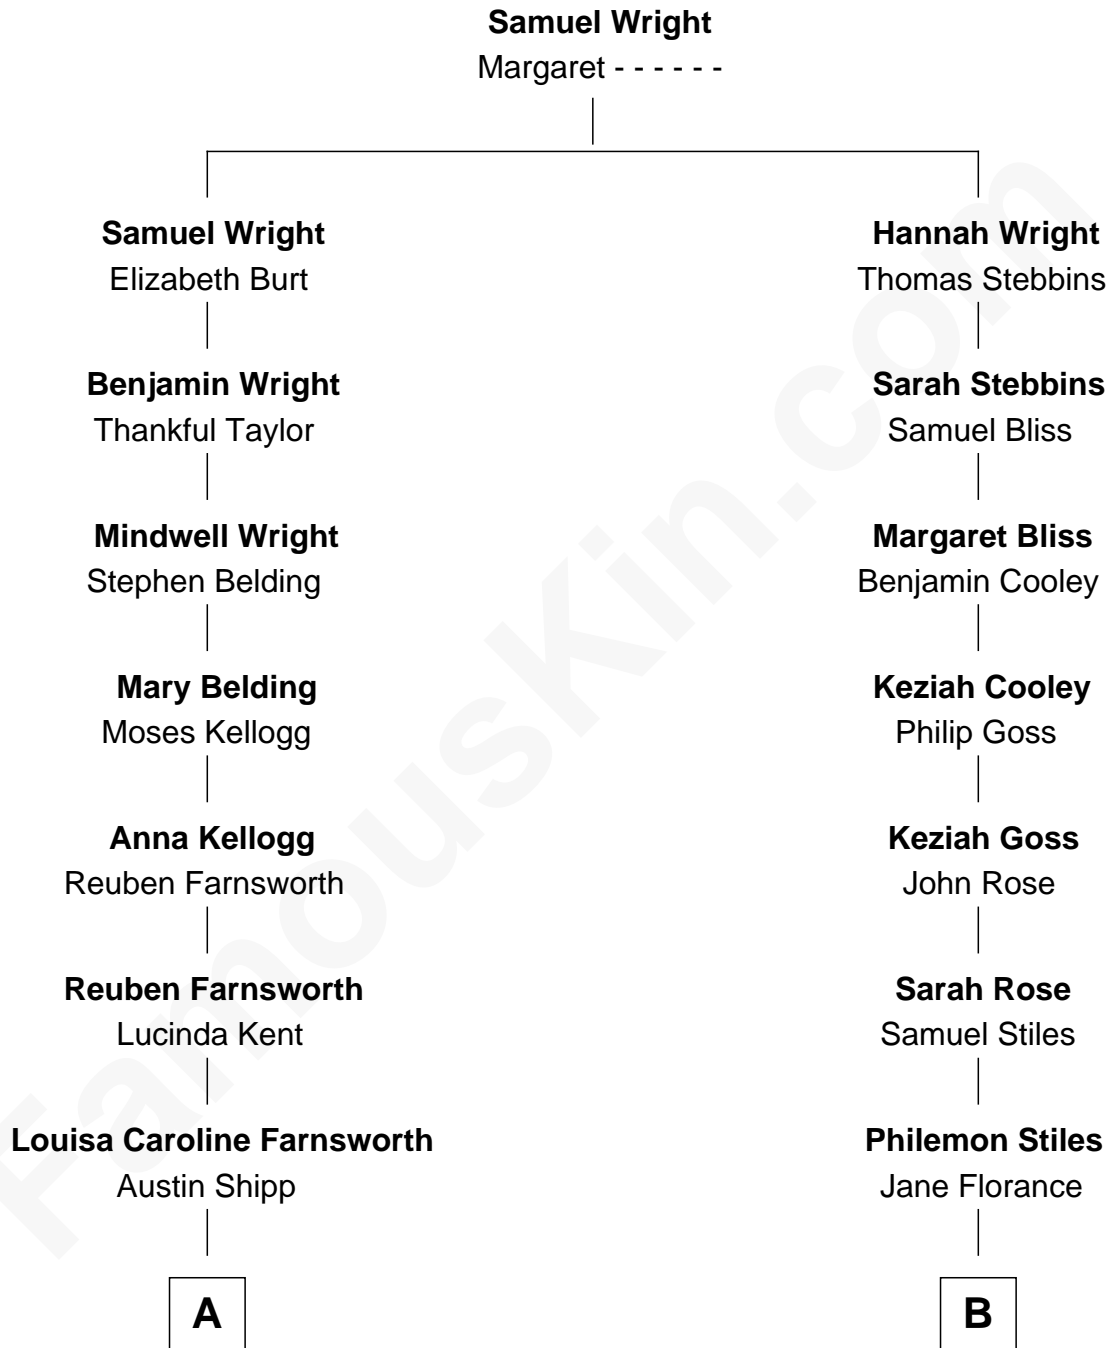 Samuel Wright
Margaret - - - - - -
Samuel Wright
Elizabeth Burt
Hannah Wright
Thomas Stebbins
Benjamin Wright
Thankful Taylor
Sarah Stebbins
Samuel Bliss
Mindwell Wright
Stephen Belding
Margaret Bliss
Benjamin Cooley
Mary Belding
Moses Kellogg
Keziah Cooley
Philip Goss
Anna Kellogg
Reuben Farnsworth
Keziah Goss
John Rose
Reuben Farnsworth
Lucinda Kent
Sarah Rose
Samuel Stiles
Louisa Caroline Farnsworth
Austin Shipp
Philemon Stiles
Jane Florance
A
B
FamousKin.com